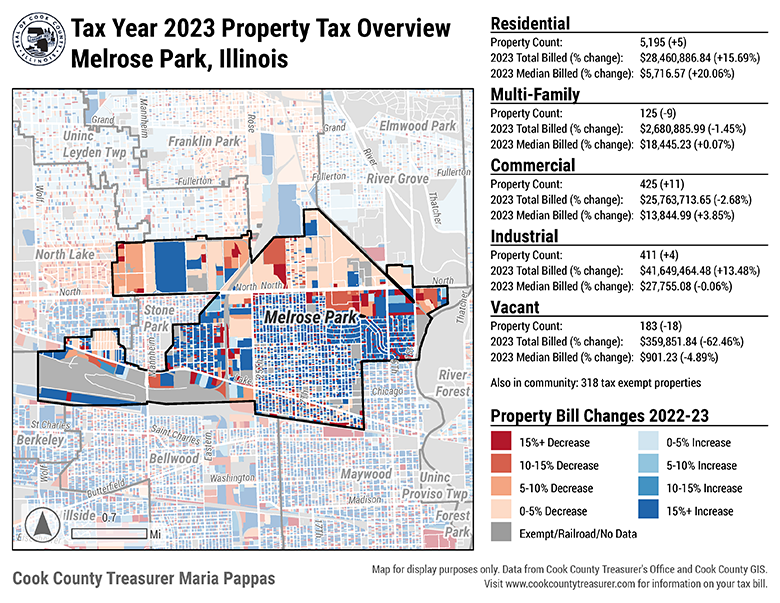 SEAL OF COOK COUNTY
ILLINOIS
Tax Year 2023 Property Tax Overview
Melrose Park, Illinois
Mannheim
Grand
Rose
Grand
Elmwood Park
Uninc
Leyden Twp
Franklin Park
River
Fullerton
Fullerton
Fullerton
River Grove
Wolf
Thatcher
North Lake
North
North
North
North
Stone
Park
Melrose Park
Thatcher
Mannheim
Lake
River
Forest
Chicago
St Charles
Saint Charles
Berkeley
Bellwood
Eastern
Wolf
Washington
Maywood
Uninc
Proviso Twp
Butterfield
Madison
Hillside
17th
Forest
Park
0.7
Mi
Residential
Property Count: 5,195 (+5)
2023 Total Billed (% change): $28,460,886.84 (+15.69%)
2023 Median Billed (% change): $5,716.57 (+20.06%)
Multi-Family
Property Count: 125 (-9)
2023 Total Billed (% change): $2,680,885.99 (-1.45%)
2023 Median Billed (% change): $18,445.23 (+0.07%)
Commercial
Property Count: 425 (+11)
2023 Total Billed (% change): $25,763,713.65 (-2.68%)
2023 Median Billed (% change): $13,844.99 (+3.85%)
Industrial
Property Count: 411 (+4)
2023 Total Billed (% change): $41,649,464.48 (+13.48%)
2023 Median Billed (% change): $27,755.08 (-0.06%)
Vacant
Property Count: 183 (-18)
2023 Total Billed (% change): $359,851.84 (-62.46%)
2023 Median Billed (% change): $901.23 (-4.89%)
Also in community: 318 tax exempt properties
Property Bill Changes 2022-23
15%+ Decrease
0-5% Increase
10-15% Decrease
5-10% Increase
5-10% Decrease
10-15% Increase
0-5% Decrease
15%+ Increase
Exempt/Railroad/No Data
Cook County Treasurer Maria Pappas
Map for display purposes only. Data from Cook County Treasurer's Office and Cook County GIS.
Visit www.cookcountytreasurer.com for information on your tax bill.